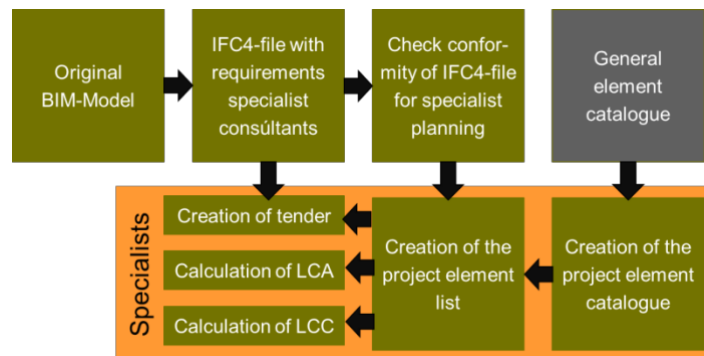 Original
BIM-Model
IFC4-file with
requirements
specialist
consúltants
Check confor-
mity of IFC4-file
for specialist
planning
General
element
catalogue
Specialists
Creation of tender
Calculation of LCA
Calculation of LCC
Creation of the
project element
list
Creation of the
project element
catalogue